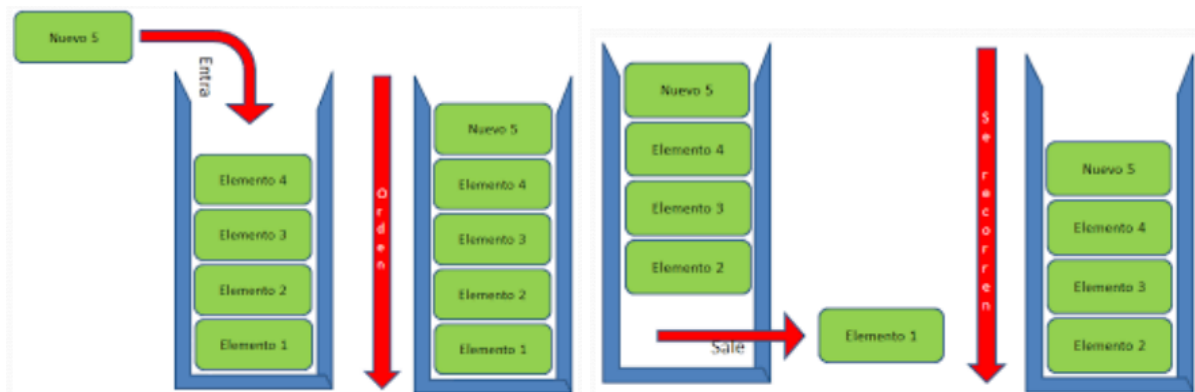 Nuevo 5
Entra
Elemento 4
Elemento 3
Elemento 2
Elemento 1
Orden
Nuevo 5
Elemento 4
Elemento 3
Elemento 2
Elemento 1
Nuevo 5
Elemento 4
Elemento 3
Elemento 2
Sale
Elemento 1
Se recorren
Nuevo 5
Elemento 4
Elemento 3
Elemento 2